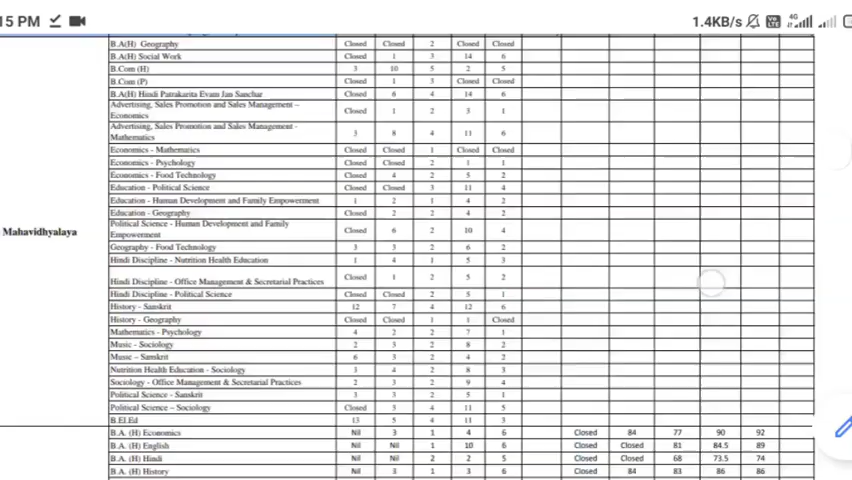 15 PM 1.4KB/s 4G
B.A(H) Geography Closed Closed 2 Closed Closed
B.A(H) Social Work Closed 1 3 14 6
B.Com (H) 3 10 5 2 5
B.Com (P) Closed 1 3 Closed Closed
B.A(H) Hindi Patrakarita Evam Jan Sanchar Closed 6 4 14 6
Advertising, Sales Promotion and Sales Management –
Economics Closed 1 2 3 1
Advertising, Sales Promotion and Sales Management -
Mathematics 3 8 4 11 6
Economics - Mathematics Closed Closed 1 Closed Closed
Economics - Psychology Closed Closed 2 1 1
Economics - Food Technology Closed 4 2 5 2
Education - Political Science Closed Closed 3 11 4
Education - Human Development and Family Empowerment 1 2 1 4 2
Education - Geography Closed 2 2 4 2
Mahavidhyalaya
Political Science - Human Development and Family
Empowerment Closed 6 2 10 4
Geography - Food Technology 3 3 2 6 2
Hindi Discipline - Nutrition Health Education 1 4 1 5 3
Hindi Discipline - Office Management & Secretarial Practices Closed 1 2 5 2
Hindi Discipline - Political Science Closed Closed 2 5 1
History - Sanskrit 12 7 4 12 6
History - Geography Closed Closed 1 1 Closed
Mathematics - Psychology 4 2 2 7 1
Music - Sociology 2 3 2 8 2
Music – Sanskrit 6 3 2 4 2
Nutrition Health Education - Sociology 3 4 2 8 3
Sociology - Office Management & Secretarial Practices 2 3 2 9 4
Political Science - Sanskrit 3 3 2 5 1
Political Science – Sociology Closed 3 4 11 5
B.El.Ed 13 5 4 11 3
B.A. (H) Economics Nil 3 1 4 6 Closed 84 77 90 92
B.A. (H) English Nil Nil 1 10 6 Closed Closed 81 84.5 89
B.A. (H) Hindi Nil Nil 2 2 5 Closed Closed 68 73.5 74
B.A. (H) History Nil 3 1 3 6 Closed 84 83 86 86